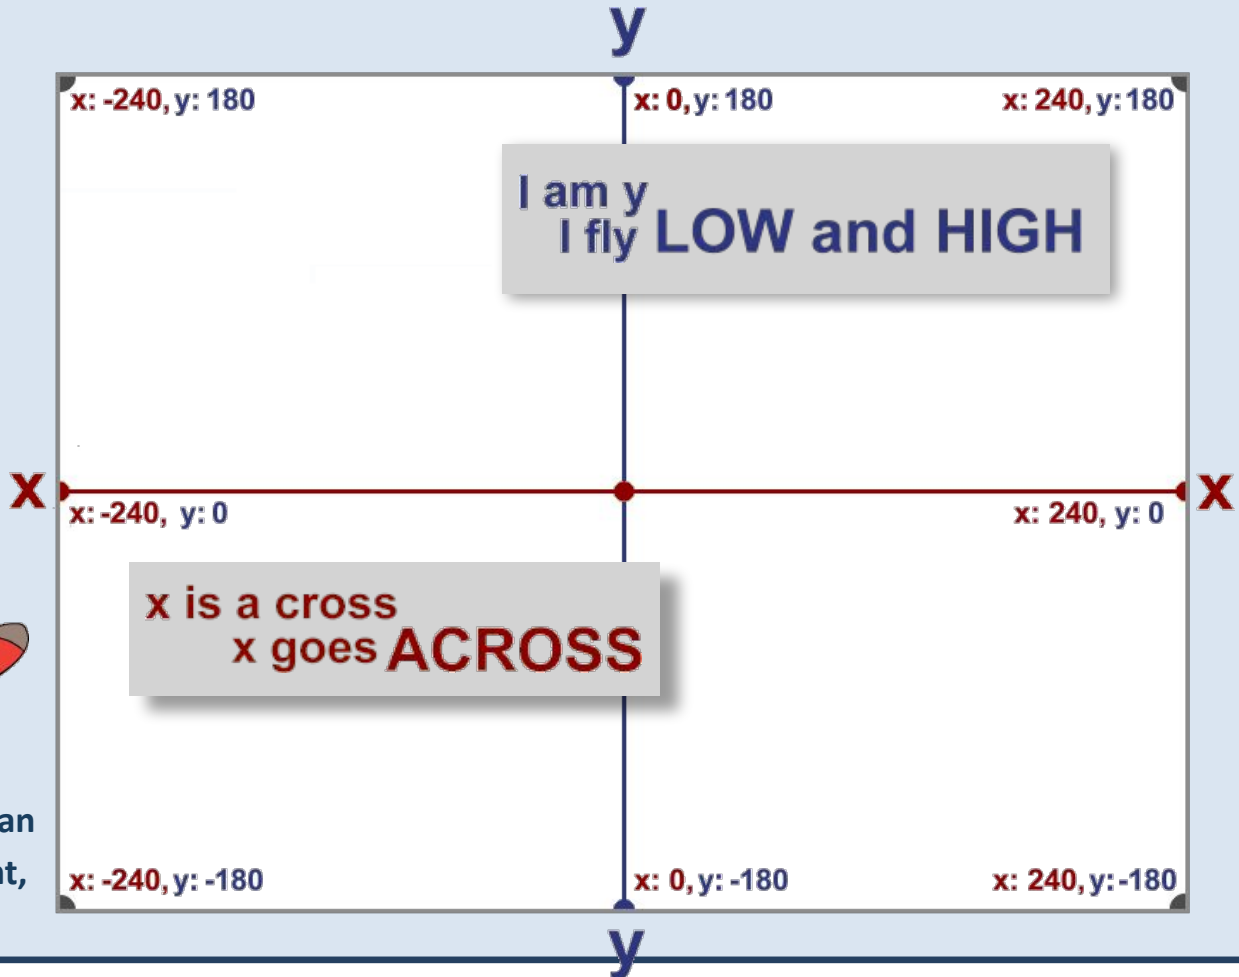 y
x: -240, y: 180
x: 0, y: 180
x: 240, y: 180
I am y
I fly LOW and HIGH
x
x
x: -240, y: 0
x: 240, y: 0
x is a cross
x goes ACROSS
an
t,
x: -240, y: -180
x: 0, y: -180
x: 240, y: -180
y